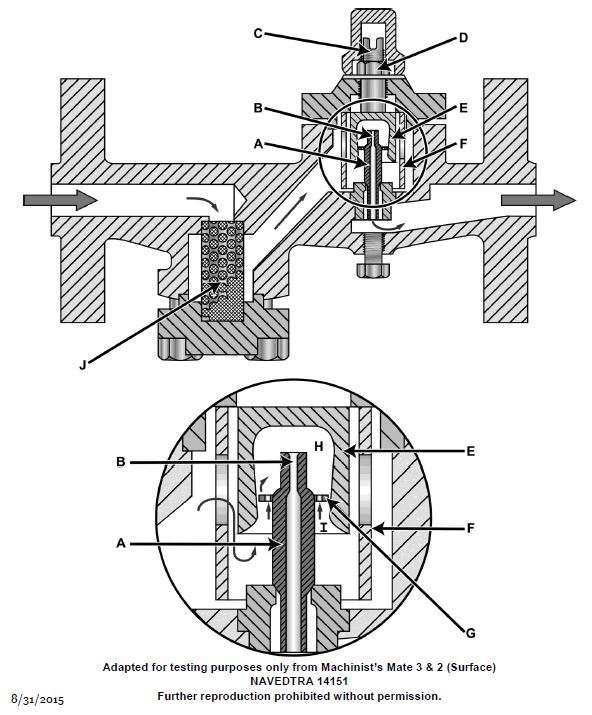 C
D
B
E
A
F
J
H
B
E
I
A
F
G
Adapted for testing purposes only from Machinist's Mate 3 & 2 (Surface)
NAVEDTRA 14151
8/31/2015
Further reproduction prohibited without permission.